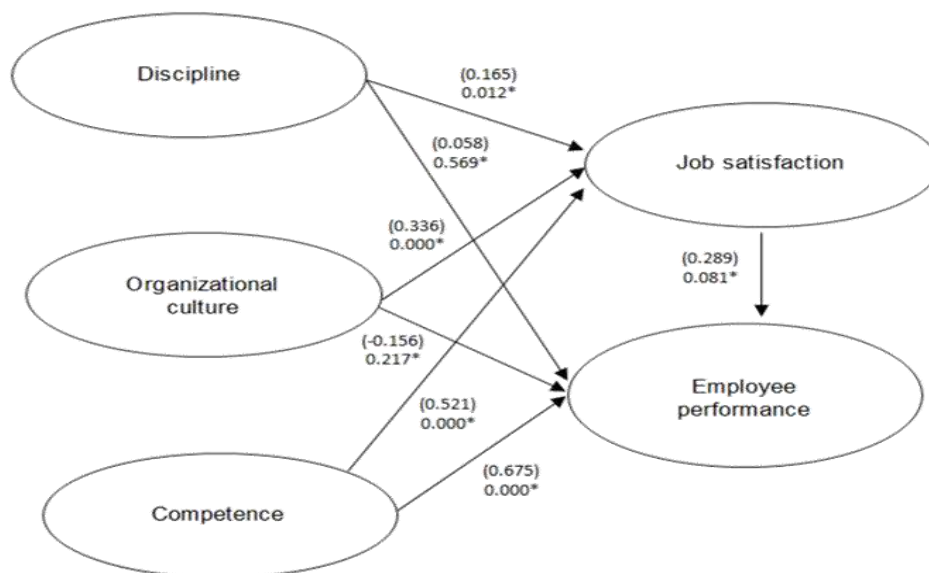 Discipline
(0.165)
0.012*
(0.058)
0.569*
Job satisfaction
(0.336)
0.000*
(0.289)
0.081*
Organizational
culture
(-0.156)
0.217*
Employee
performance
(0.521)
0.000*
(0.675)
0.000*
Competence